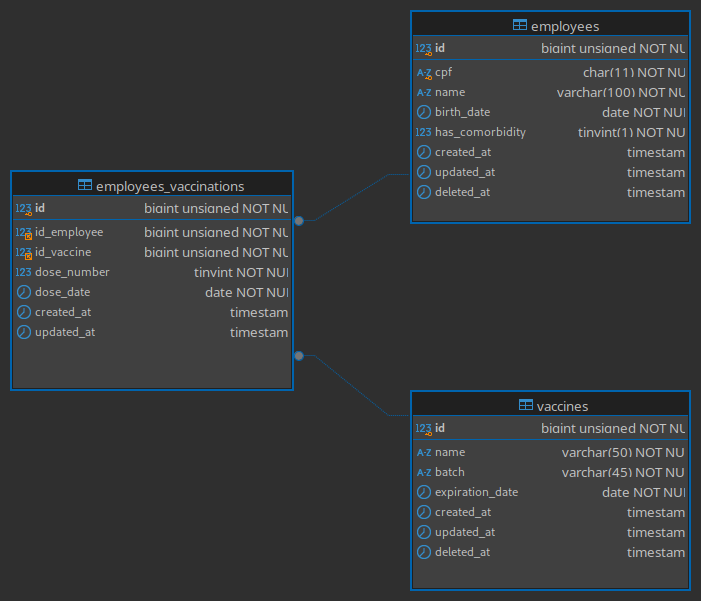 employees
123 id bigint unsigned NOT NU
A-Z cpf char(11) NOT NU
A-Z name varchar(100) NOT NU
birth_date date NOT NU
123 has_comorbidity tinyint(1) NOT NU
created_at timestam
updated_at timestam
deleted_at timestam
employees_vaccinations
123 id bigint unsigned NOT NU
123 id_employee bigint unsigned NOT NU
123 id_vaccine bigint unsigned NOT NU
123 dose_number tinyint NOT NU
dose_date date NOT NU
created_at timestam
updated_at timestam
vaccines
123 id bigint unsigned NOT NU
A-Z name varchar(50) NOT NU
A-Z batch varchar(45) NOT NU
expiration_date date NOT NU
created_at timestam
updated_at timestam
deleted_at timestam